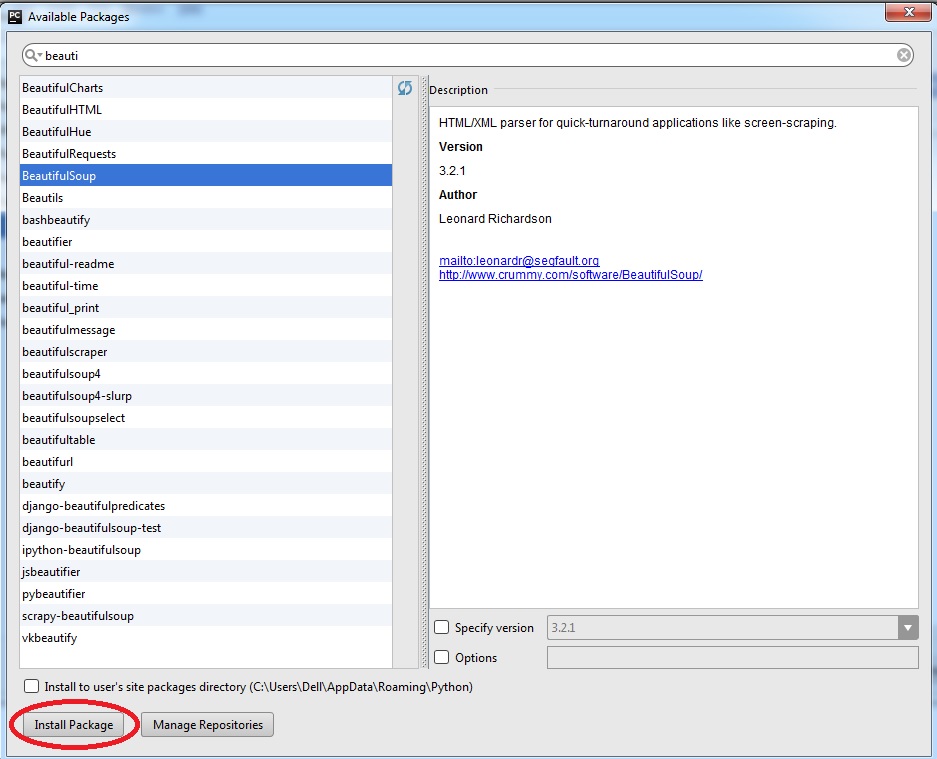 PC Available Packages
beauti
BeautifulCharts
BeautifulHTML
BeautifulHue
BeautifulRequests
BeautifulSoup
Beautils
bashbeautify
beautifier
beautiful-readme
beautiful-time
beautiful_print
beautifulmessage
beautifulscraper
beautifulsoup4
beautifulsoup4-slurp
beautifulsoupselect
beautifultable
beautifurl
beautify
django-beautifulpredicates
django-beautifulsoup-test
ipython-beautifulsoup
jsbeautifier
pybeautifier
scrapy-beautifulsoup
vkbeautify
Description
HTML/XML parser for quick-turnaround applications like screen-scraping.
Version
3.2.1
Author
Leonard Richardson
mailto:leonardr@segfault.org
http://www.crummy.com/software/BeautifulSoup/
Specify version 3.2.1
Options
Install to user's site packages directory (C:\Users\Dell\AppData\Roaming\Python)
Install Package Manage Repositories